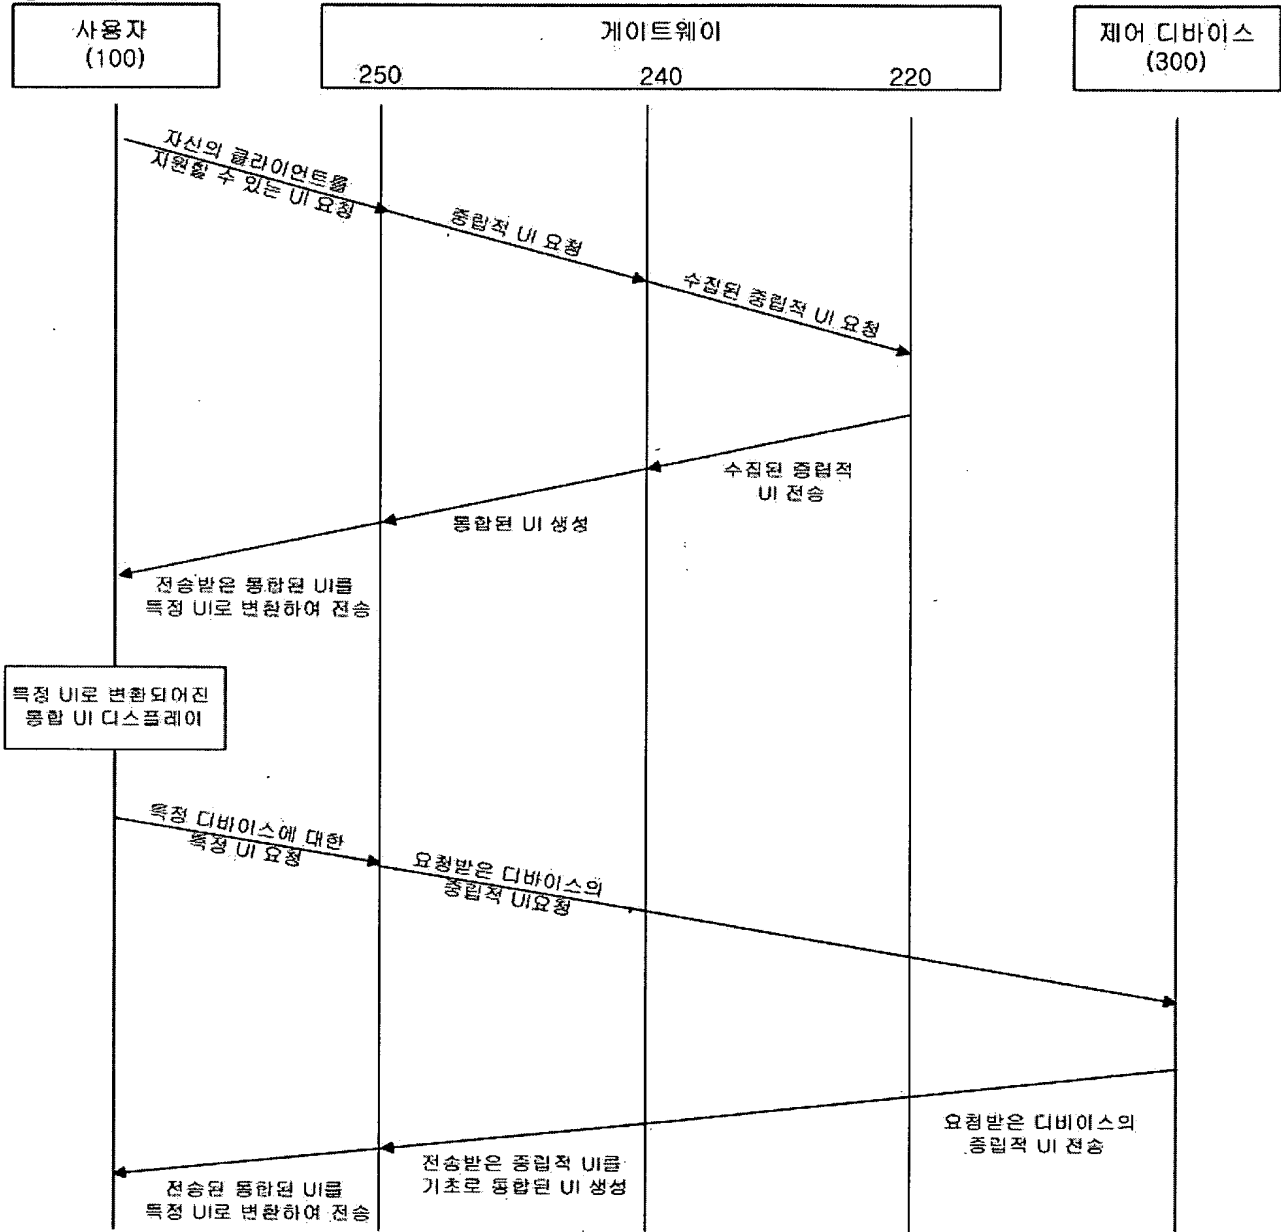 사용자
(100)
게이트웨이
250
240
220
제어 디바이스
(300)
자신의 클라이언트를
지원할 수 있는 UI 요청
중립적 UI 요청
수집된 중립적 UI 요청
수집된 중립적
UI 전송
통합된 UI 생성
전송받은 통합된 UI를
특정 UI로 변환하여 전송
특정 UI로 변환되어진
통합 UI 디스플레이
특정 디바이스에 대한
특정 UI 요청
요청받은 디바이스의
중립적 UI요청
요청받은 디바이스의
중립적 UI 전송
전송받은 중립적 UI를
기초로 통합된 UI 생성
전송된 통합된 UI를
특정 UI로 변환하여 전송